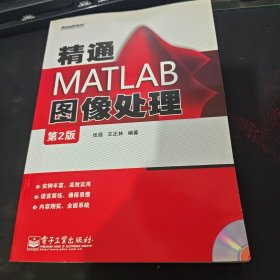 精通
MATLAB
图像处理
第2版
张强 王正林 编著
实例丰富、高效实用
语言简练、通俗易懂
内容翔实、全面系统
电子工业出版社